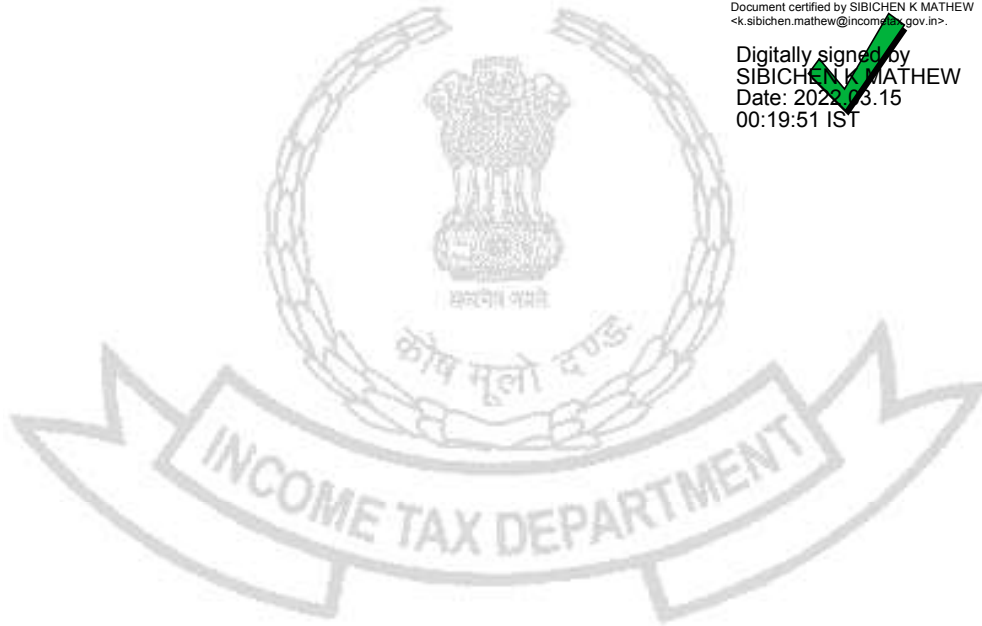 Document certified by SIBICHEN K MATHEW
<k.sibichen.mathew@incometax.gov.in>.
Digitally signed by
SIBICHEN K MATHEW
Date: 2022.03.15
00:19:51 IST
सत्यमेव जयते
कोष मूलो दण्ड
INCOME TAX DEPARTMENT